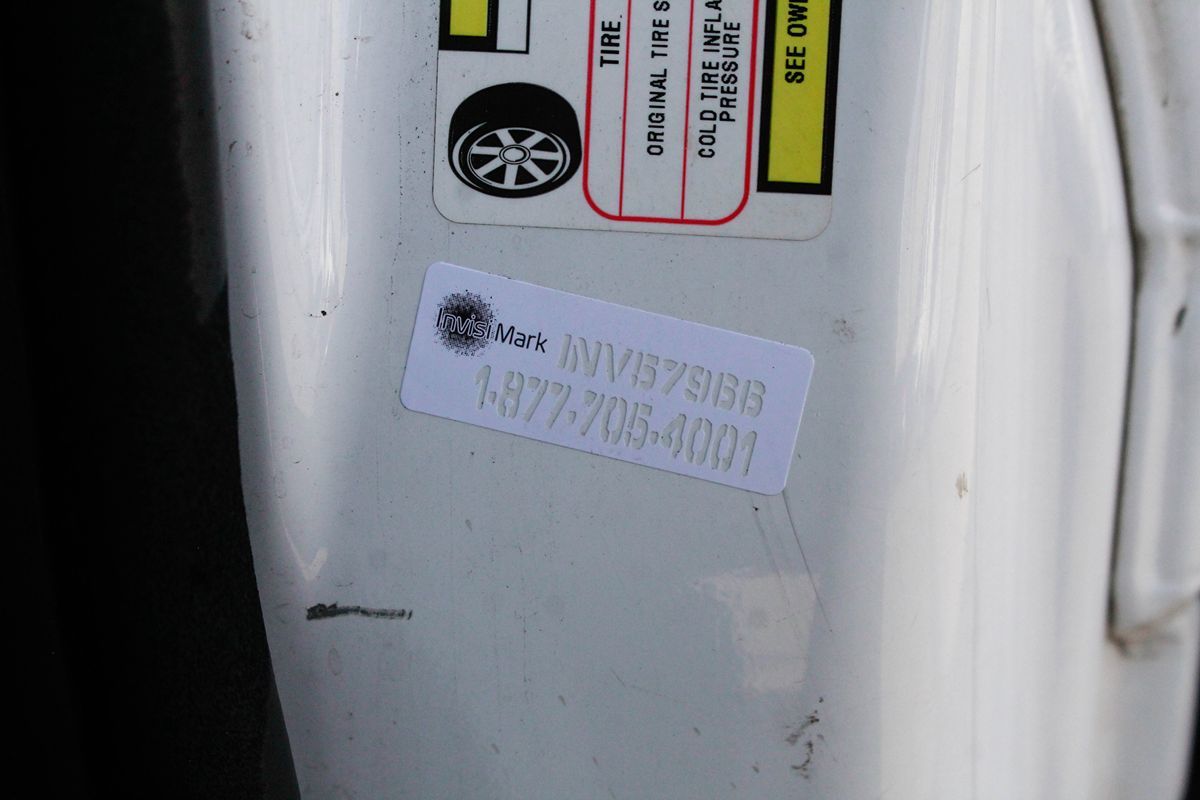 TIRE
ORIGINAL TIRE S
COLD TIRE INFLA
PRESSURE
SEE OW
InvisiMark
INV57966
1·877·705·4001